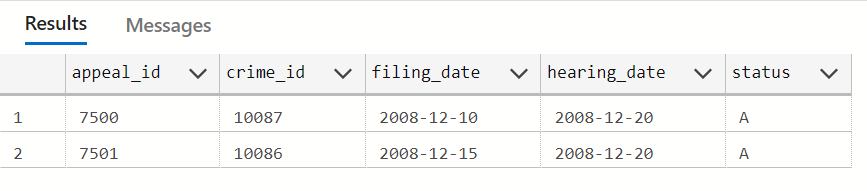 Results Messages
appeal_id crime_id filing_date hearing_date status
1 7500 10087 2008-12-10 2008-12-20 A
2 7501 10086 2008-12-15 2008-12-20 A